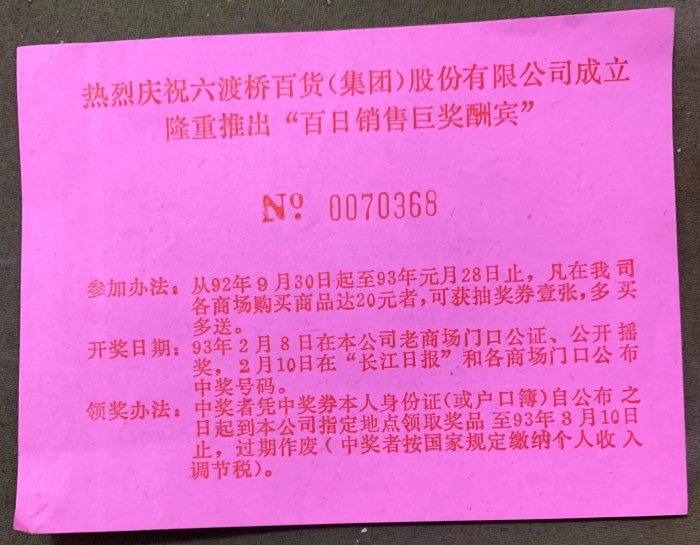 热烈庆祝六渡桥百货(集团)股份有限公司成立
隆重推出“百日销售巨奖酬宾”
Nº 0070368
参加办法：从92年9月30日起至93年元月28日止，凡在我司
各商场购买商品达20元者，可获抽奖券壹张，多买
多送。
开奖日期：93年2月8日在本公司老商场门口公证、公开摇
奖，2月10日在“长江日报”和各商场门口公布
中奖号码。
领奖办法：中奖者凭中奖券本人身份证(或户口簿)自公布之
日起到本公司指定地点领取奖品至93年3月10日
止，过期作废(中奖者按国家规定缴纳个人收入
调节税)。